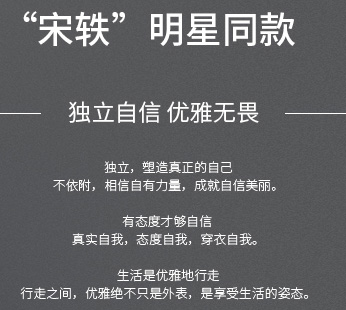 “宋轶” 明星同款
独立自信 优雅无畏
独立，塑造真正的自己
不依附，相信自有力量，成就自信美丽。
有态度才够自信
真实自我，态度自我，穿衣自我。
生活是优雅地行走
行走之间，优雅绝不只是外表，是享受生活的姿态。